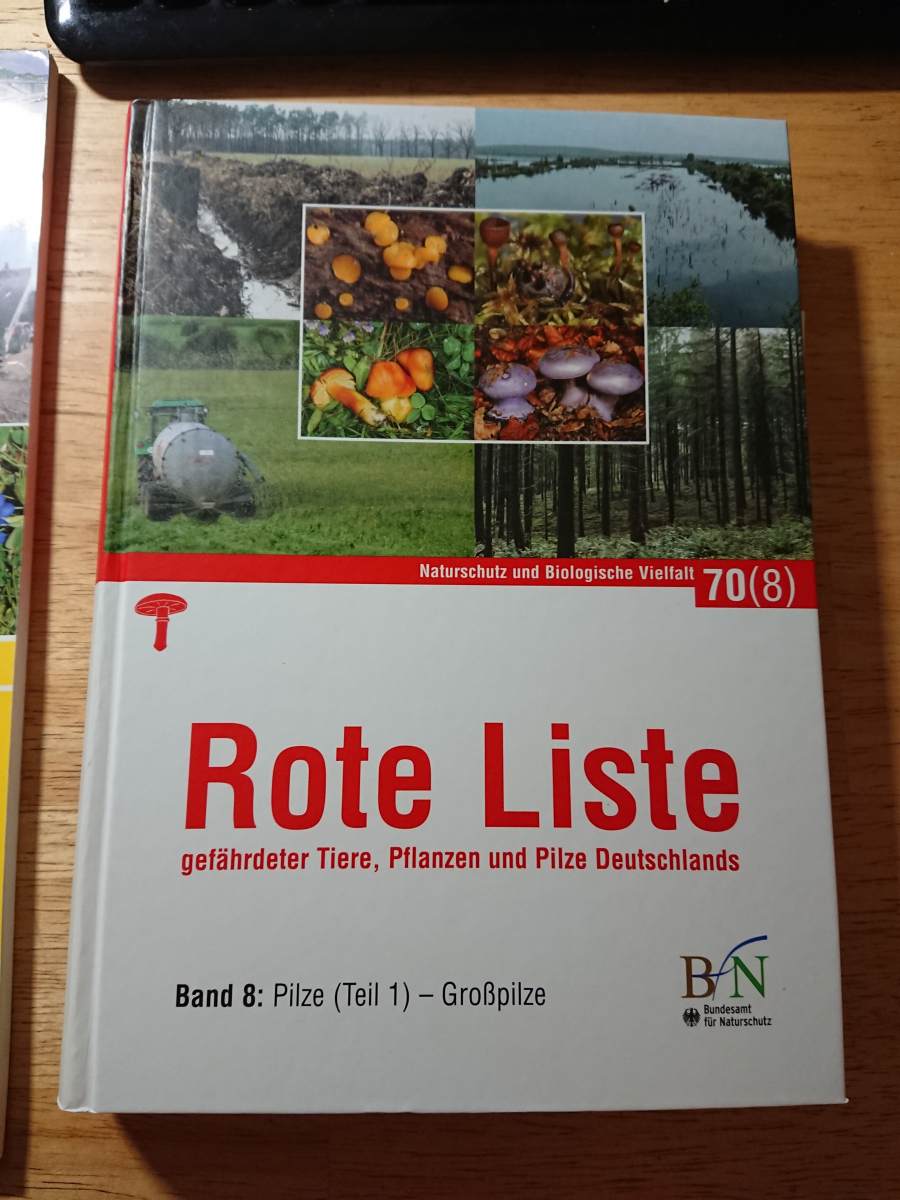 Naturschutz und Biologische Vielfalt 70(8)
Rote Liste
gefährdeter Tiere, Pflanzen und Pilze Deutschlands
Band 8: Pilze (Teil 1) – Großpilze
BfN
Bundesamt
für Naturschutz